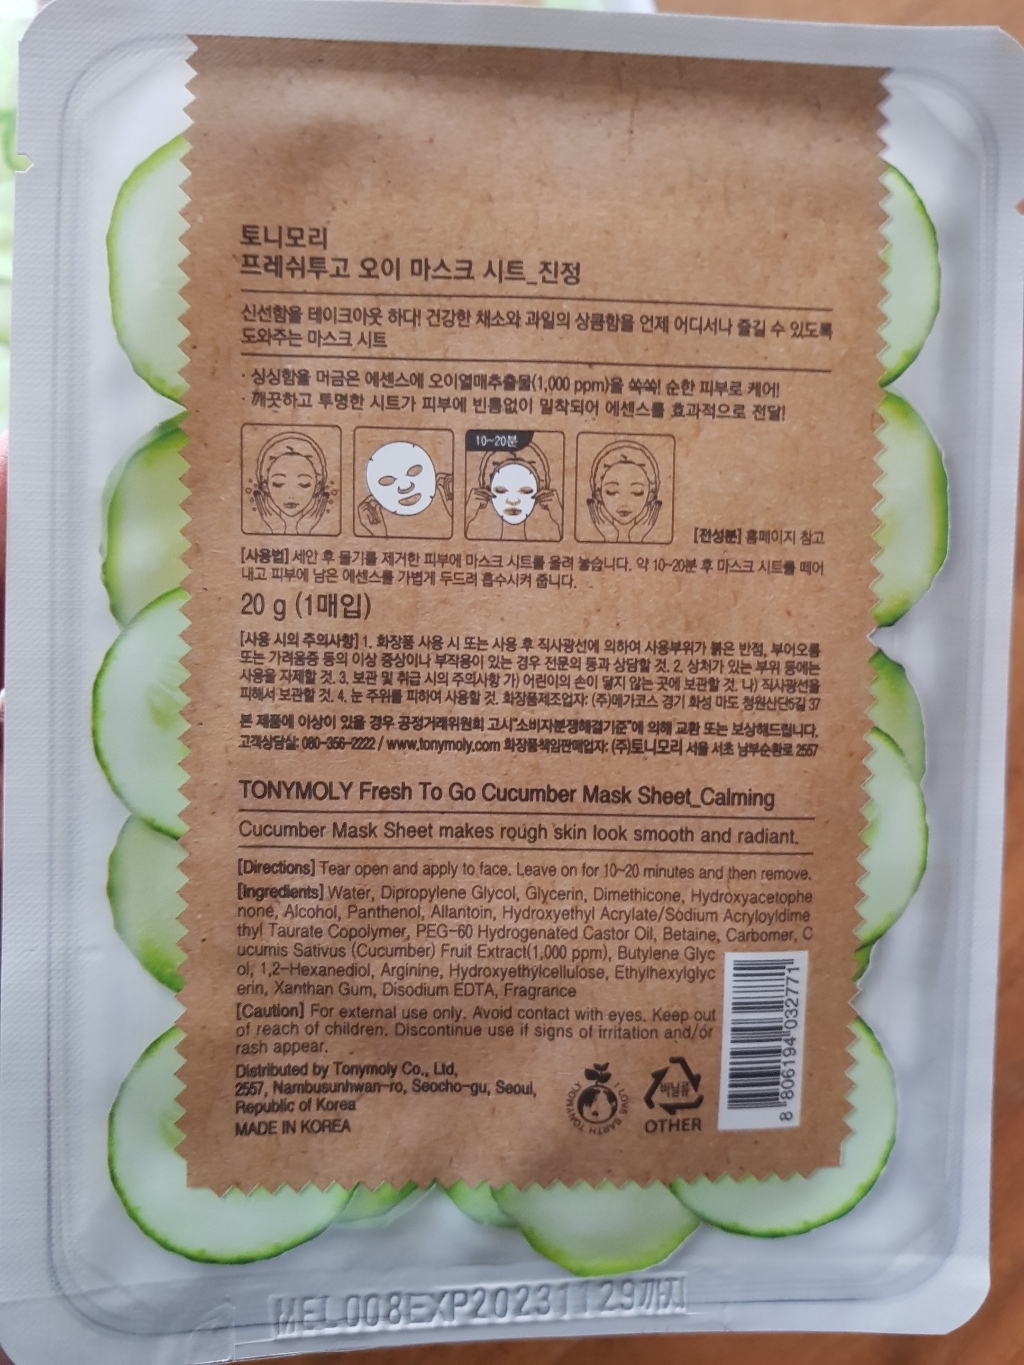 토니모리
프레쉬투고 오이 마스크 시트_진정
신선함을 테이크아웃 하다! 건강한 채소와 과일의 상큼함을 언제 어디서나 즐길 수 있도록
도와주는 마스크 시트
· 싱싱함을 머금은 에센스에 오이열매추출물(1,000 ppm)을 쏙쏙! 순한 피부로 케어!
· 깨끗하고 투명한 시트가 피부에 빈틈없이 밀착되어 에센스를 효과적으로 전달!
10~20분
[전성분] 홈페이지 참고
[사용법] 세안 후 물기를 제거한 피부에 마스크 시트를 올려 놓습니다. 약 10~20분 후 마스크 시트를 떼어
내고 피부에 남은 에센스를 가볍게 두드려 흡수시켜 줍니다.
20 g (1매입)
[사용 시의 주의사항] 1. 화장품 사용 시 또는 사용 후 직사광선에 의하여 사용부위가 붉은 반점, 부어오름
또는 가려움증 등의 이상 증상이나 부작용이 있는 경우 전문의 등과 상담할 것. 2. 상처가 있는 부위 등에는
사용을 자제할 것. 3. 보관 및 취급 시의 주의사항 가) 어린이의 손이 닿지 않는 곳에 보관할 것. 나) 직사광선을
피해서 보관할 것. 4. 눈 주위를 피하여 사용할 것. 화장품제조업자: (주)메가코스 경기 화성 마도 청원산단5길 37
본 제품에 이상이 있을 경우 공정거래위원회 고시"소비자분쟁해결기준"에 의해 교환 또는 보상해드립니다.
고객상담실: 080-356-2222 / www.tonymoly.com 화장품책임판매업자: (주)토니모리 서울 서초 남부순환로 2557
TONYMOLY Fresh To Go Cucumber Mask Sheet_Calming
Cucumber Mask Sheet makes rough skin look smooth and radiant.
[Directions] Tear open and apply to face. Leave on for 10~20 minutes and then remove.
[Ingredients] Water, Dipropylene Glycol, Glycerin, Dimethicone, Hydroxyacetophe
none, Alcohol, Panthenol, Allantoin, Hydroxyethyl Acrylate/Sodium Acryloyldime
thyl Taurate Copolymer, PEG-60 Hydrogenated Castor Oil, Betaine, Carbomer, C
ucumis Sativus (Cucumber) Fruit Extract(1,000 ppm), Butylene Glyc
ol, 1,2-Hexanediol, Arginine, Hydroxyethylcellulose, Ethylhexylglyc
erin, Xanthan Gum, Disodium EDTA, Fragrance
[Caution] For external use only. Avoid contact with eyes. Keep out
of reach of children. Discontinue use if signs of irritation and/or
rash appear.
Distributed by Tonymoly Co., Ltd,
2557, Nambusunhwan-ro, Seocho-gu, Seoul,
Republic of Korea
MADE IN KOREA
I LOVE EARTH TONYMOLY
비닐류
OTHER
8 806194 032771
MEL008EXP20231129까지